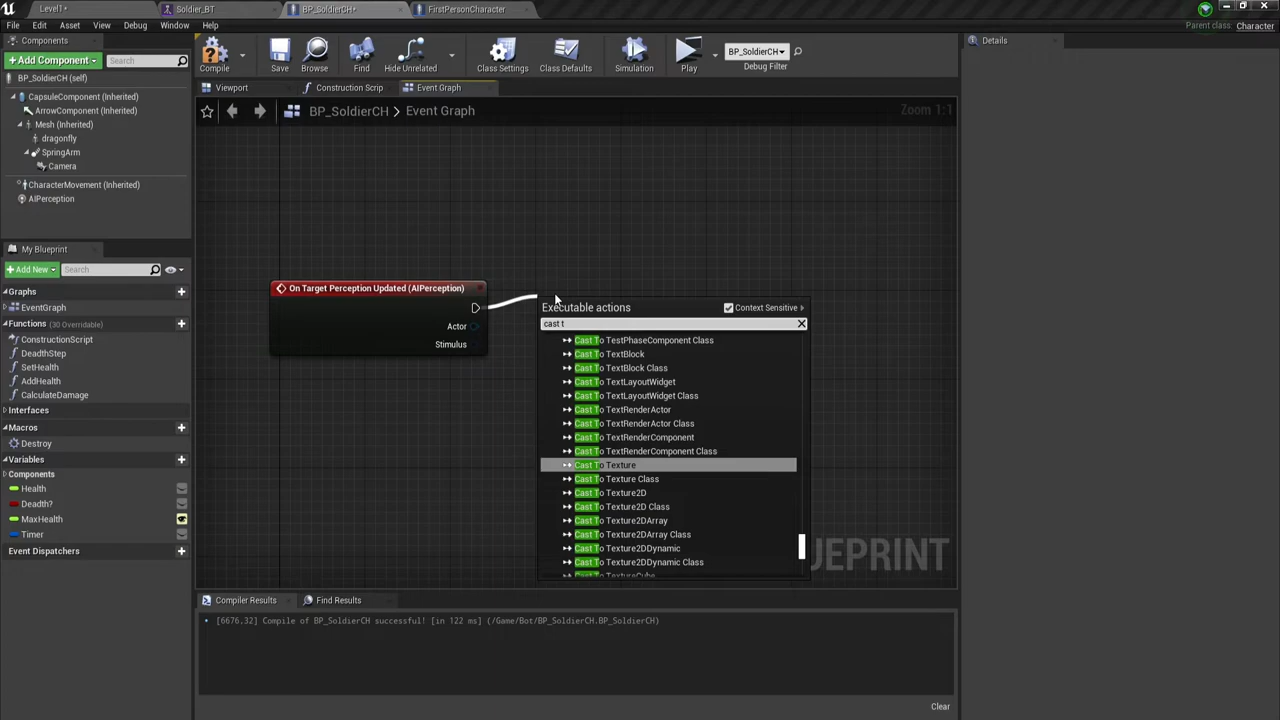 Level1•
Soldier_BT
BP_SoldierCH•
FirstPersonCharacter
File Edit Asset View Debug Window Help
Parent class: Character
Components
Details
+Add Component
Search
Compile
Save
Browse
Find
Hide Unrelated
Class Settings
Class Defaults
Simulation
Play
BP_SoldierCH
Debug Filter
BP_SoldierCH (self)
Viewport
Construction Scrip
Event Graph
CapsuleComponent (Inherited)
ArrowComponent (Inherited)
Mesh (Inherited)
dragonfly
SpringArm
Camera
CharacterMovement (Inherited)
AIPerception
BP_SoldierCH > Event Graph
Zoom 1:1
My Blueprint
+Add New
Search
Graphs
EventGraph
Functions (30 Overridable)
ConstructionScript
DeadthStep
SetHealth
AddHealth
CalculateDamage
Interfaces
Macros
Destroy
Variables
Components
Health
Deadth?
MaxHealth
Timer
Event Dispatchers
On Target Perception Updated (AIPerception)
Actor
Stimulus
Executable actions
Context Sensitive
cast t
Cast To TestPhaseComponent Class
Cast To TextBlock
Cast To TextBlock Class
Cast To TextLayoutWidget
Cast To TextLayoutWidget Class
Cast To TextRenderActor
Cast To TextRenderActor Class
Cast To TextRenderComponent
Cast To TextRenderComponent Class
Cast To Texture
Cast To Texture Class
Cast To Texture2D
Cast To Texture2D Class
Cast To Texture2DArray
Cast To Texture2DArray Class
Cast To Texture2DDynamic
Cast To Texture2DDynamic Class
Cast To TextureCube
Compiler Results
Find Results
[6676.32] Compile of BP_SoldierCH successful! [in 122 ms] (/Game/Bot/BP_SoldierCH.BP_SoldierCH)
Clear